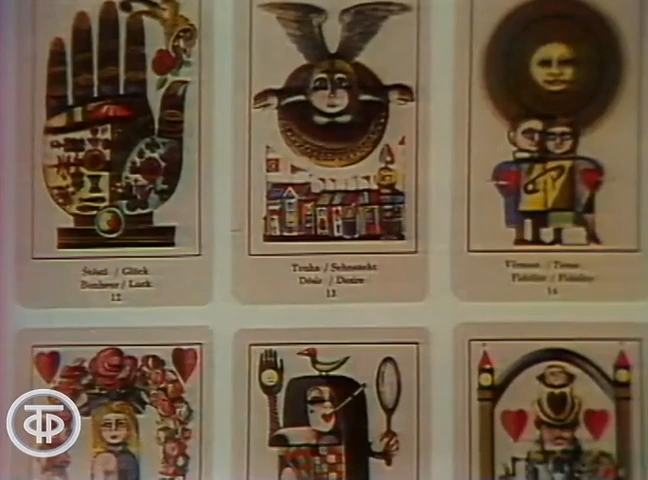 Štěstí / Glück
Bonheur / Luck
12
Touha / Sehnsucht
Désir / Desire
13
Věrnost / Treue
Fidélité / Fidelity
14